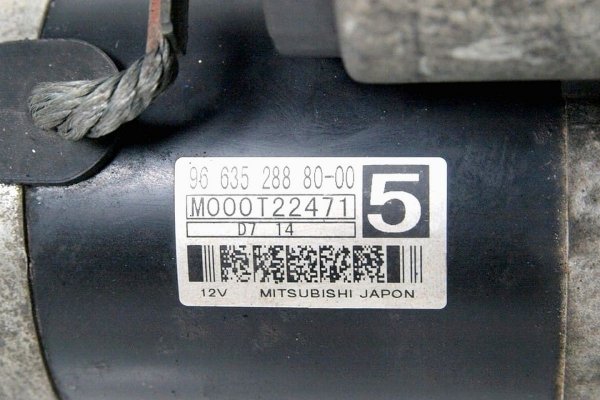 96 635 288 80-00
M000T22471
5
D7 14
12V MITSUBISHI JAPON